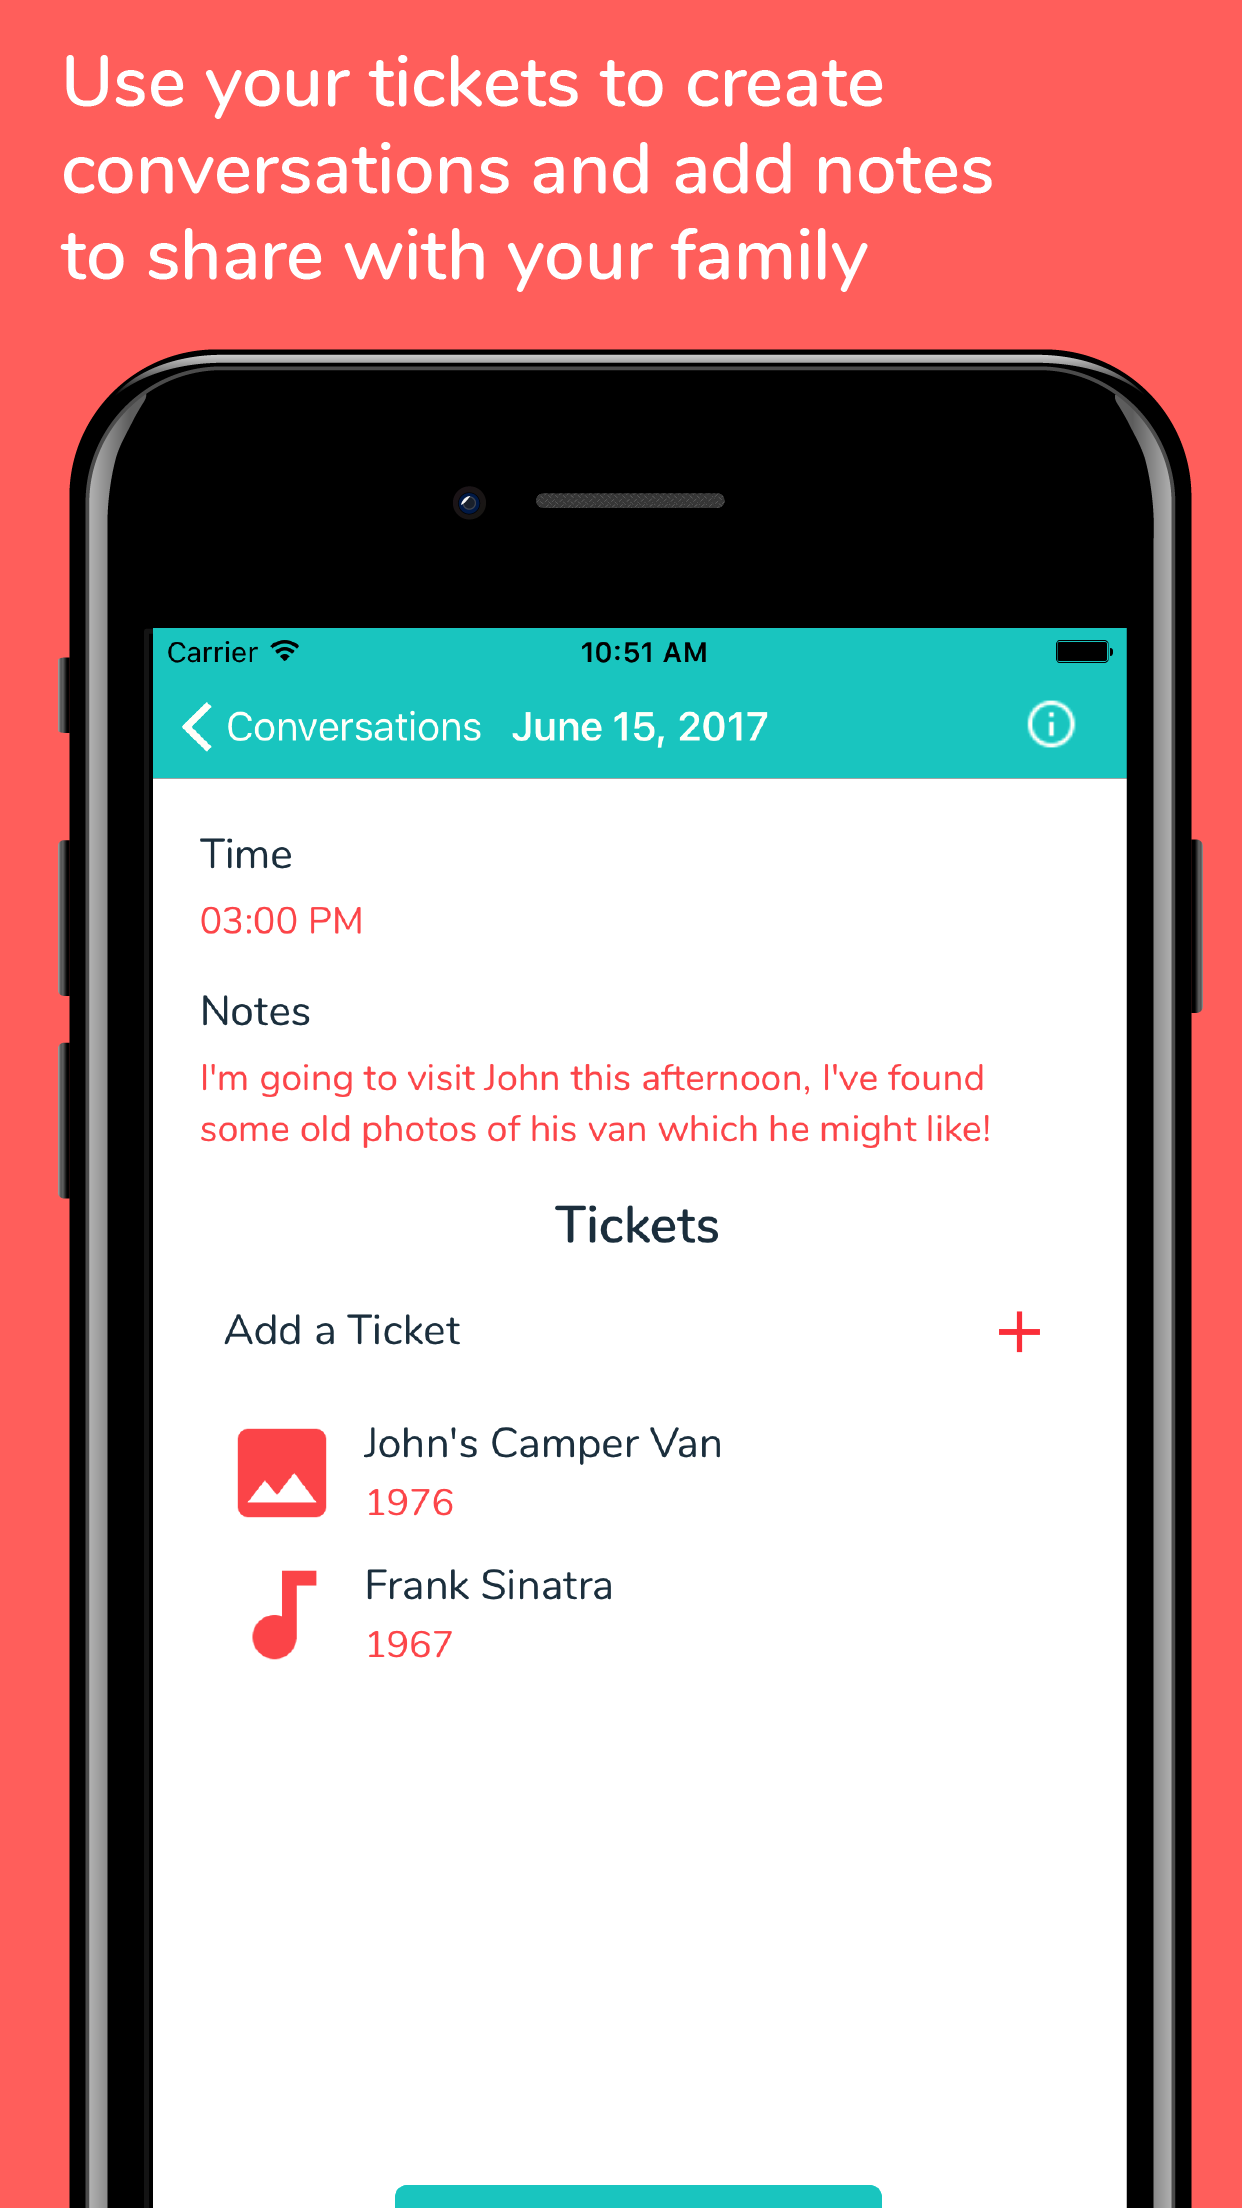 Use your tickets to create
conversations and add notes
to share with your family
Carrier 10:51 AM
Conversations June 15, 2017
Time
03:00 PM
Notes
I'm going to visit John this afternoon, I've found
some old photos of his van which he might like!
Tickets
Add a Ticket
John's Camper Van
1976
Frank Sinatra
1967